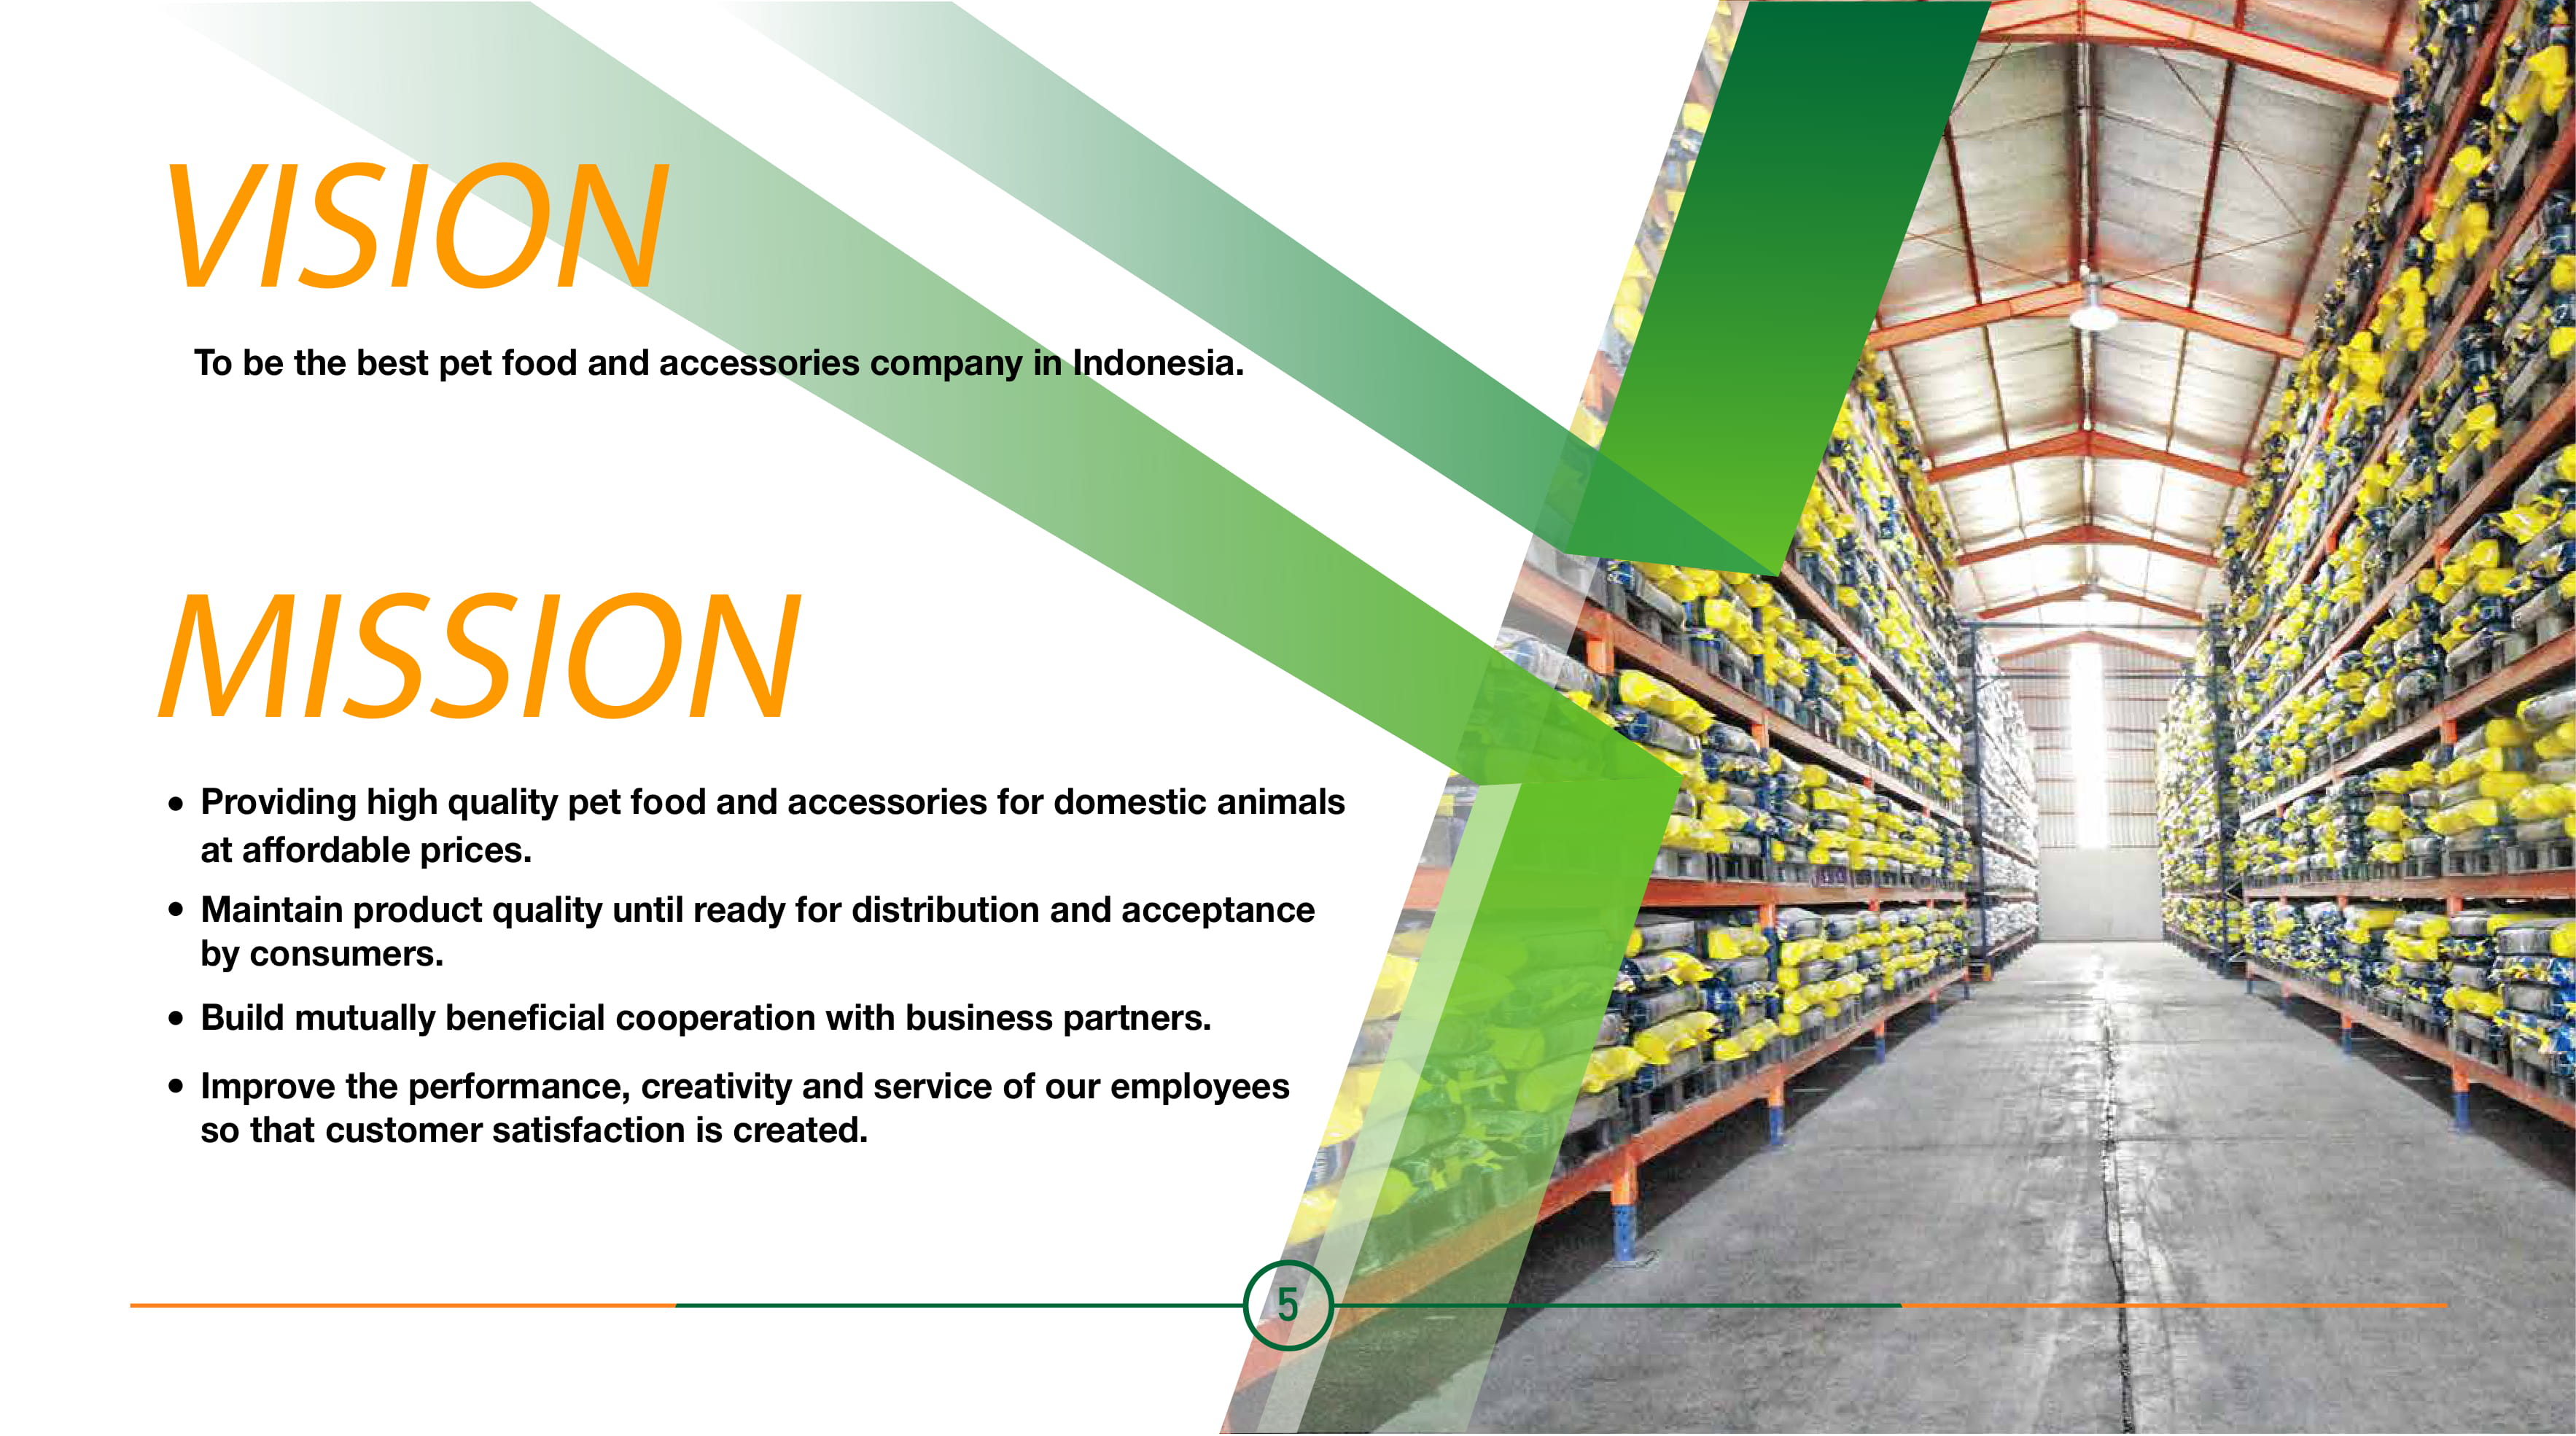 VISION
To be the best pet food and accessories company in Indonesia.
MISSION
● Providing high quality pet food and accessories for domestic animals
at affordable prices.
● Maintain product quality until ready for distribution and acceptance
by consumers.
● Build mutually beneficial cooperation with business partners.
● Improve the performance, creativity and service of our employees
so that customer satisfaction is created.
5